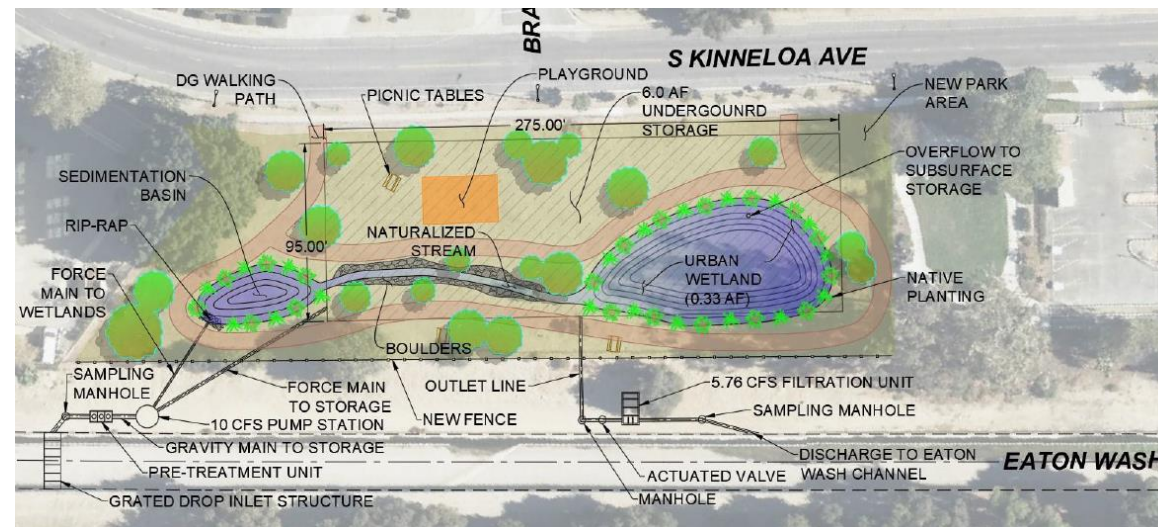 BRA
S KINNELOA AVE
DG WALKING
PATH
PICNIC TABLES
PLAYGROUND
6.0 AF
UNDERGOUNRD
STORAGE
NEW PARK
AREA
275.00'
OVERFLOW TO
SUBSURFACE
STORAGE
SEDIMENTATION
BASIN
RIP-RAP
95.00'
NATURALIZED
STREAM
URBAN
WETLAND
(0.33 AF)
FORCE
MAIN TO
WETLANDS
NATIVE
PLANTING
BOULDERS
SAMPLING
MANHOLE
FORCE MAIN
TO STORAGE
OUTLET LINE
5.76 CFS FILTRATION UNIT
NEW FENCE
SAMPLING MANHOLE
10 CFS PUMP STATION
GRAVITY MAIN TO STORAGE
PRE-TREATMENT UNIT
GRATED DROP INLET STRUCTURE
ACTUATED VALVE
MANHOLE
DISCHARGE TO EATON
WASH CHANNEL
EATON WASH